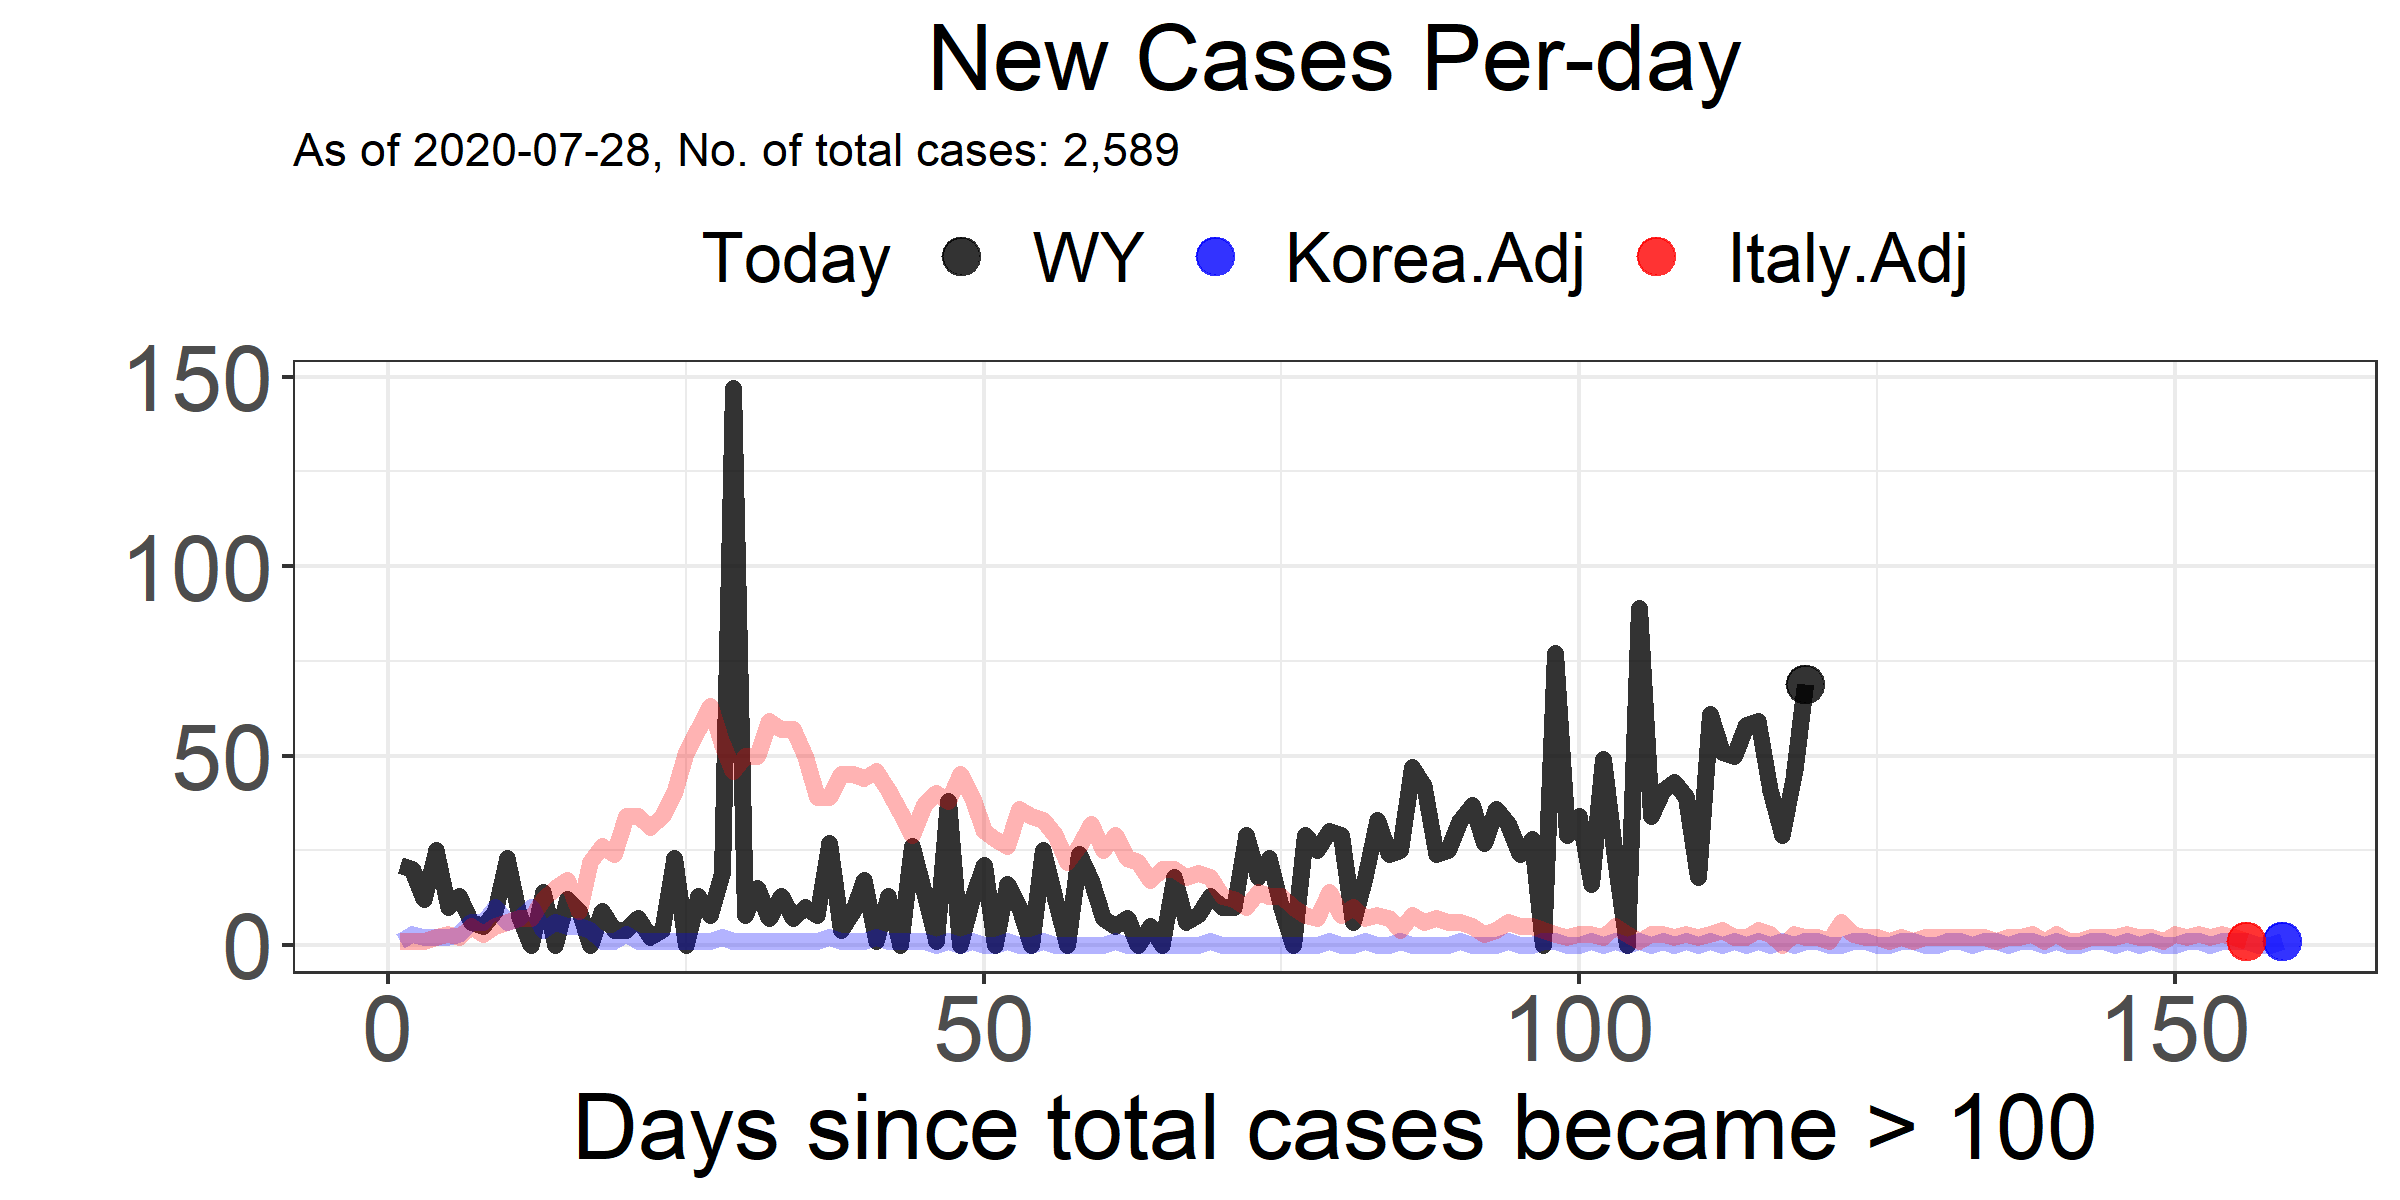 New Cases Per-day
As of 2020-07-28, No. of total cases: 2,589
Today WY Korea.Adj Italy.Adj
150
100
50
0
0 50 100 150
Days since total cases became > 100